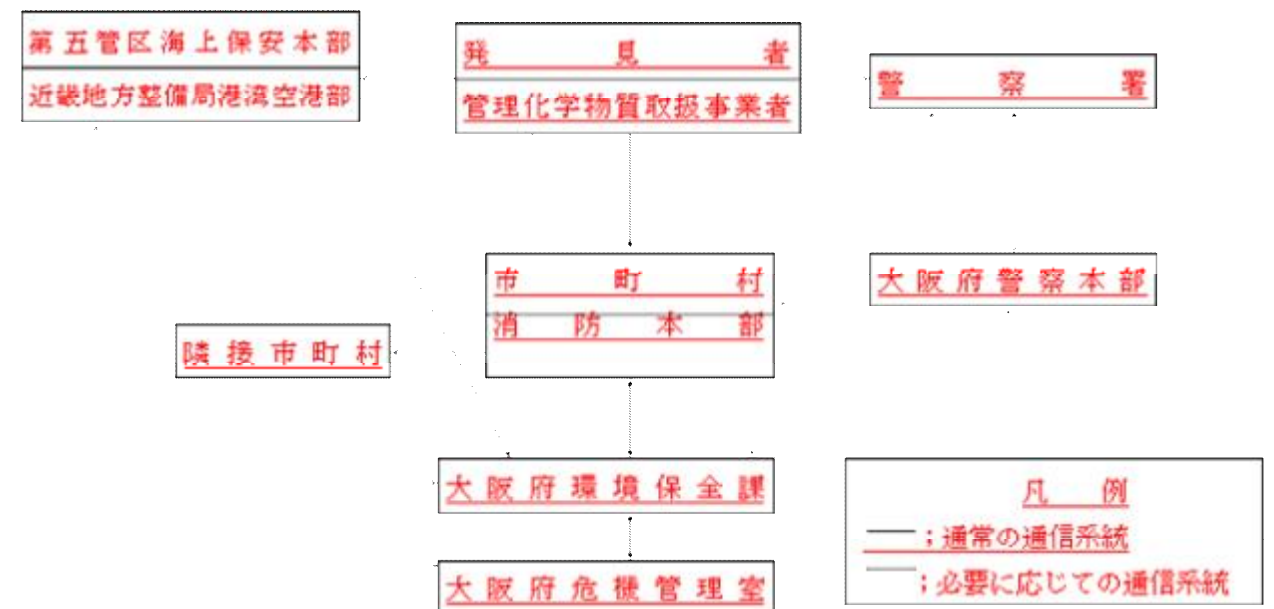 第五管区海上保安本部
近畿地方整備局港湾空港部
発見者
管理化学物質取扱事業者
警察署
市町村
消防本部
大阪府警察本部
隣接市町村
大阪府環境保全課
大阪府危機管理室
凡例
;通常の通信系統
;必要に応じての通信系統